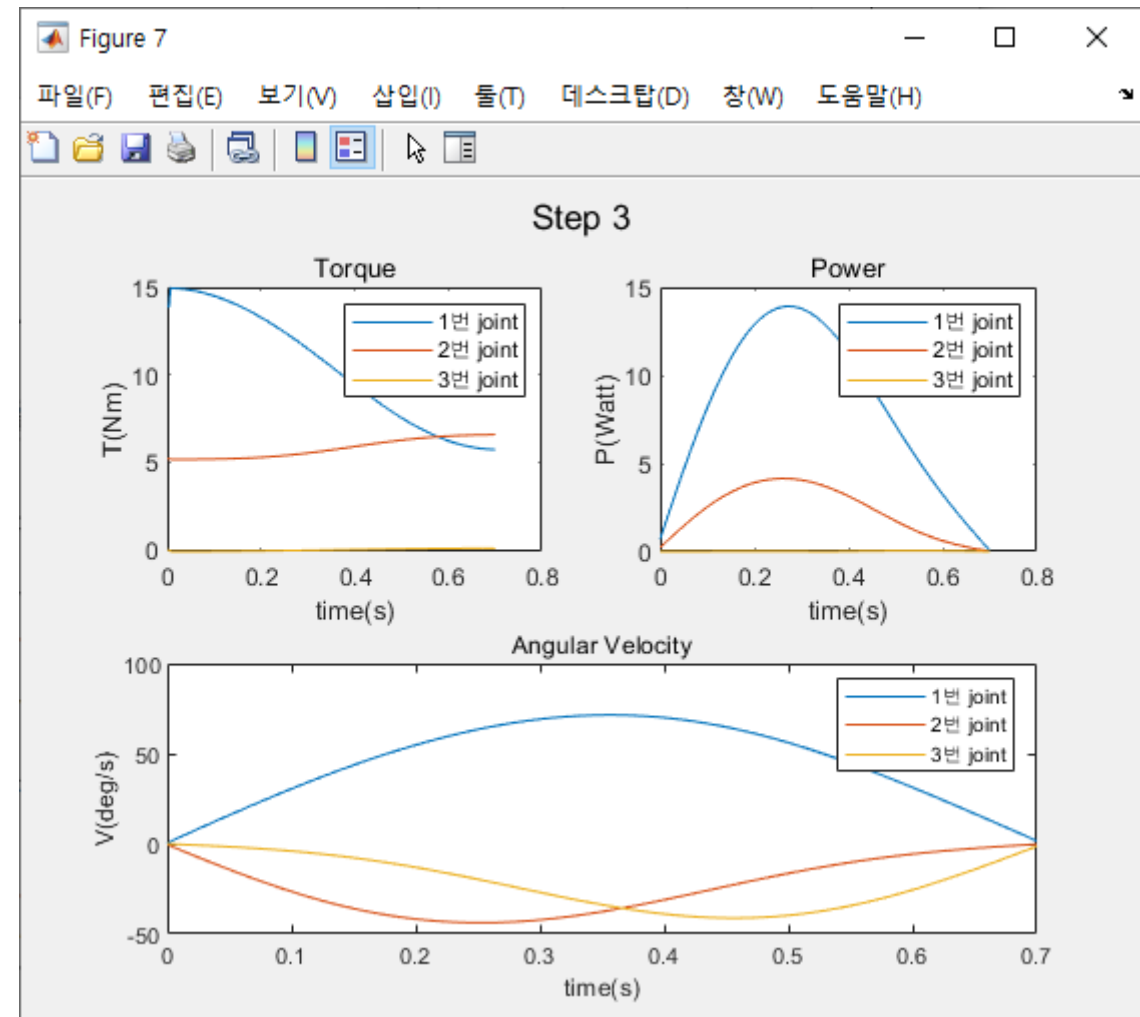 Figure 7
파일(F) 편집(E) 보기(V) 삽입(I) 툴(T) 데스크탑(D) 창(W) 도움말(H)
Step 3
Torque
15
10
5
0
T(Nm)
1번 joint
2번 joint
3번 joint
0 0.2 0.4 0.6 0.8
time(s)
Power
15
10
5
0
P(Watt)
1번 joint
2번 joint
3번 joint
0 0.2 0.4 0.6 0.8
time(s)
Angular Velocity
100
50
0
-50
V(deg/s)
1번 joint
2번 joint
3번 joint
0 0.1 0.2 0.3 0.4 0.5 0.6 0.7
time(s)